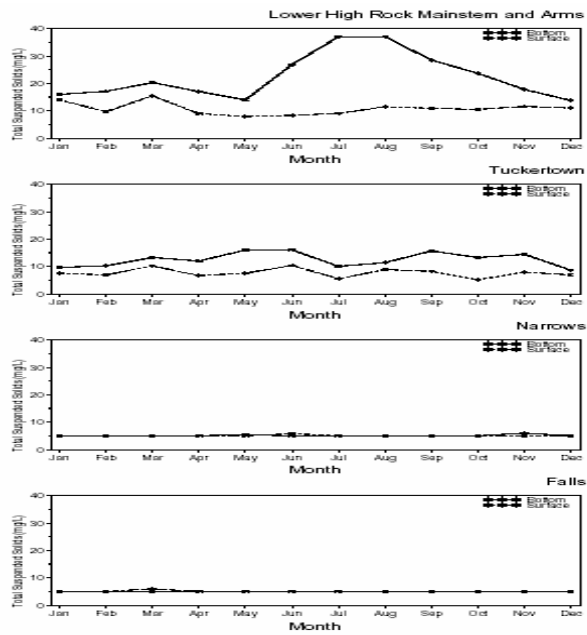 Lower High Rock Mainstem and Arms
Total Suspended Solids (mg/L)
40
30
20
10
0
Bottom
Surface
Jan Feb Mar Apr May Jun Jul Aug Sep Oct Nov Dec
Month
Tuckertown
Total Suspended Solids (mg/L)
40
30
20
10
0
Bottom
Surface
Jan Feb Mar Apr May Jun Jul Aug Sep Oct Nov Dec
Month
Narrows
Total Suspended Solids (mg/L)
40
30
20
10
0
Bottom
Surface
Jan Feb Mar Apr May Jun Jul Aug Sep Oct Nov Dec
Month
Falls
Total Suspended Solids (mg/L)
40
30
20
10
0
Bottom
Surface
Jan Feb Mar Apr May Jun Jul Aug Sep Oct Nov Dec
Month